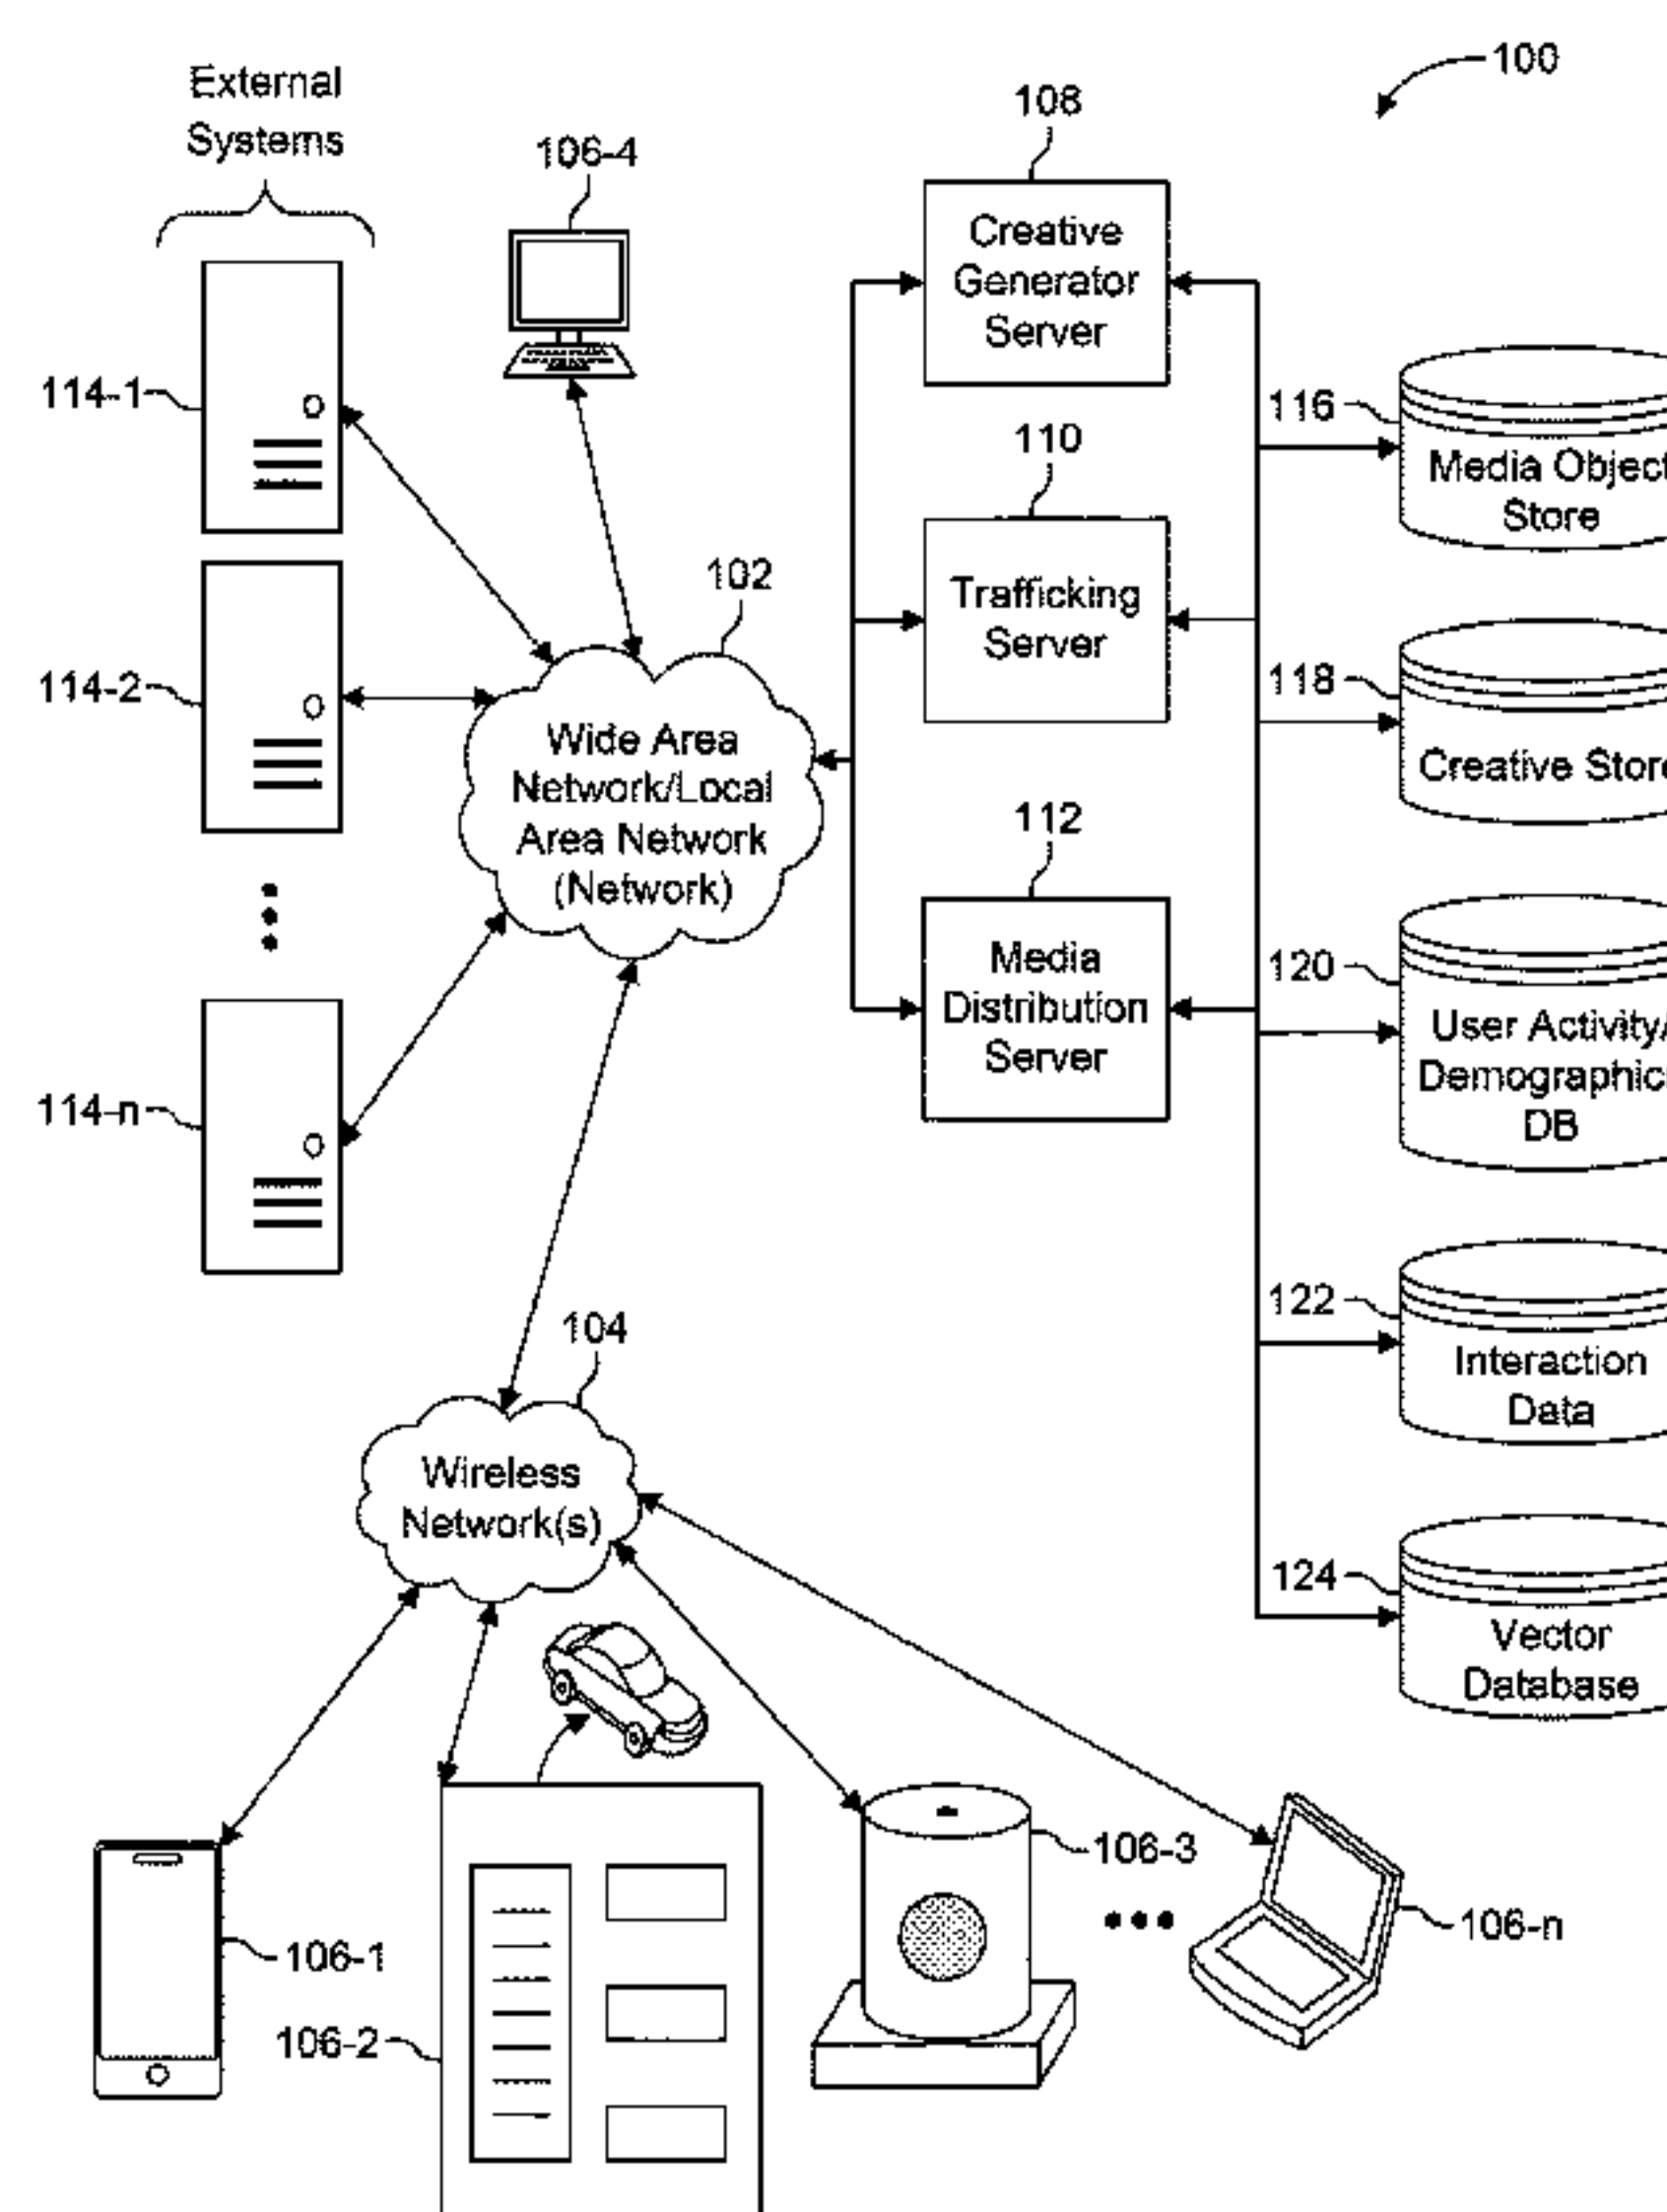 100
External
Systems
106-4
108
Creative
Generator
Server
114-1
116
Media Object
Store
110
Trafficking
Server
102
114-2
118
Creative Store
Wide Area
Network/Local
Area Network
(Network)
112
Media
Distribution
Server
120
User Activity/
Demographics
DB
114-n
122
Interaction
Data
104
Wireless
Network(s)
124
Vector
Database
106-1
106-2
106-3
106-n